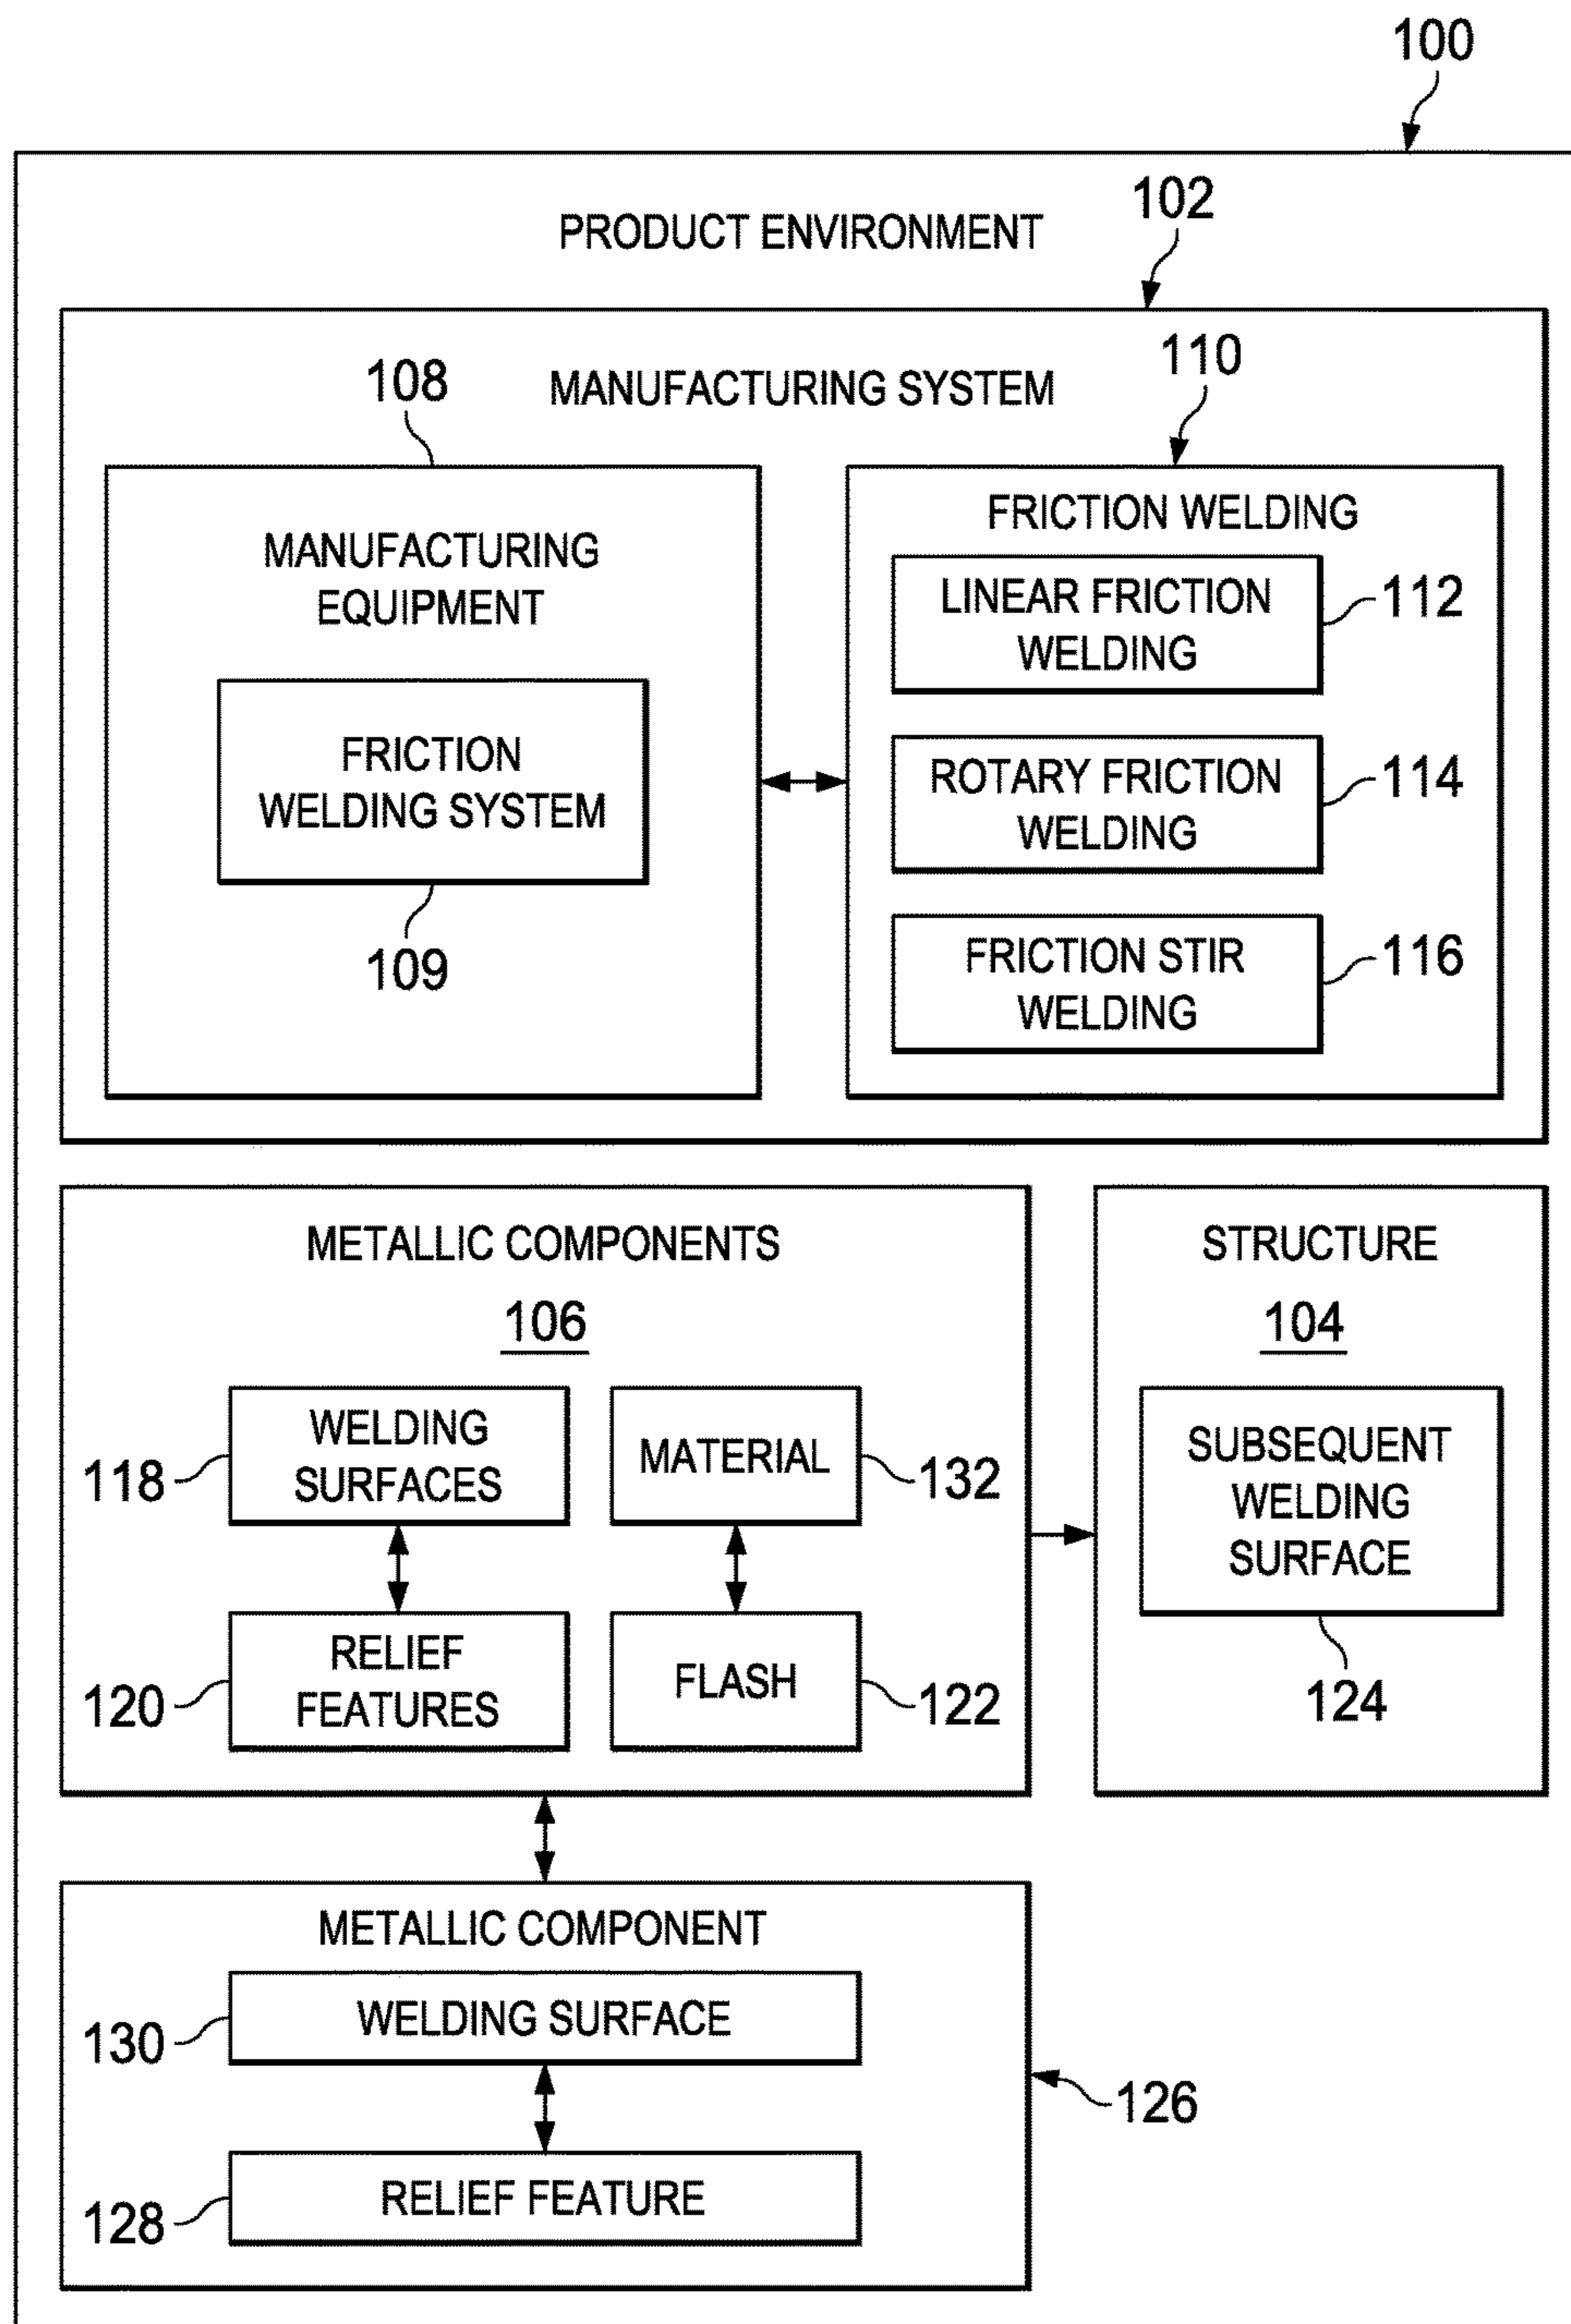 100
PRODUCT ENVIRONMENT
102
MANUFACTURING SYSTEM
108
110
MANUFACTURING
EQUIPMENT
FRICTION
WELDING SYSTEM
109
FRICTION WELDING
LINEAR FRICTION
WELDING
112
ROTARY FRICTION
WELDING
114
FRICTION STIR
WELDING
116
METALLIC COMPONENTS
106
WELDING
SURFACES
118
MATERIAL
132
RELIEF
FEATURES
120
FLASH
122
STRUCTURE
104
SUBSEQUENT
WELDING
SURFACE
124
METALLIC COMPONENT
126
WELDING SURFACE
130
RELIEF FEATURE
128